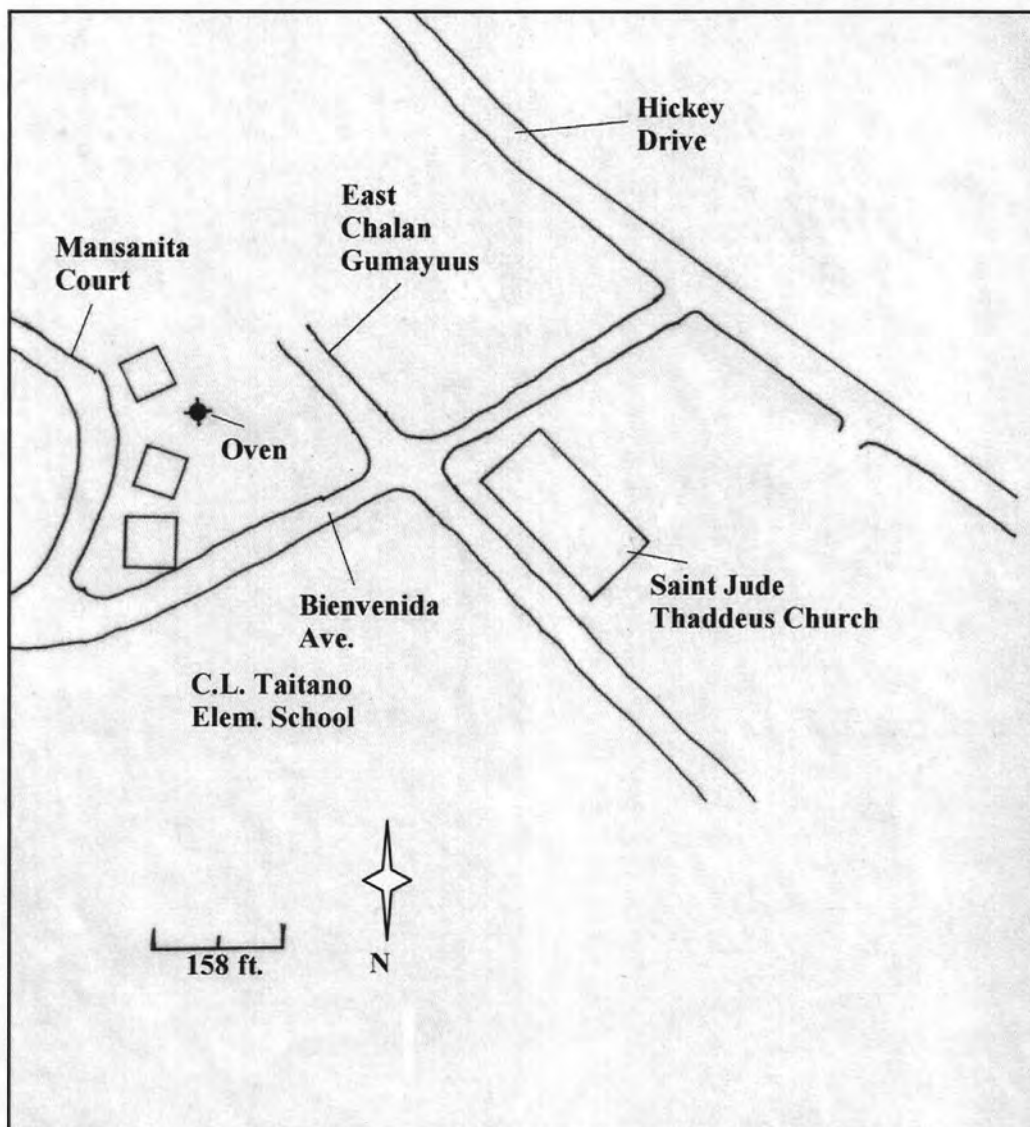 Hickey
Drive
East
Chalan
Gumayuus
Mansanita
Court
Oven
Saint Jude
Thaddeus Church
Bienvenida
Ave.
C.L. Taitano
Elem. School
158 ft.
N